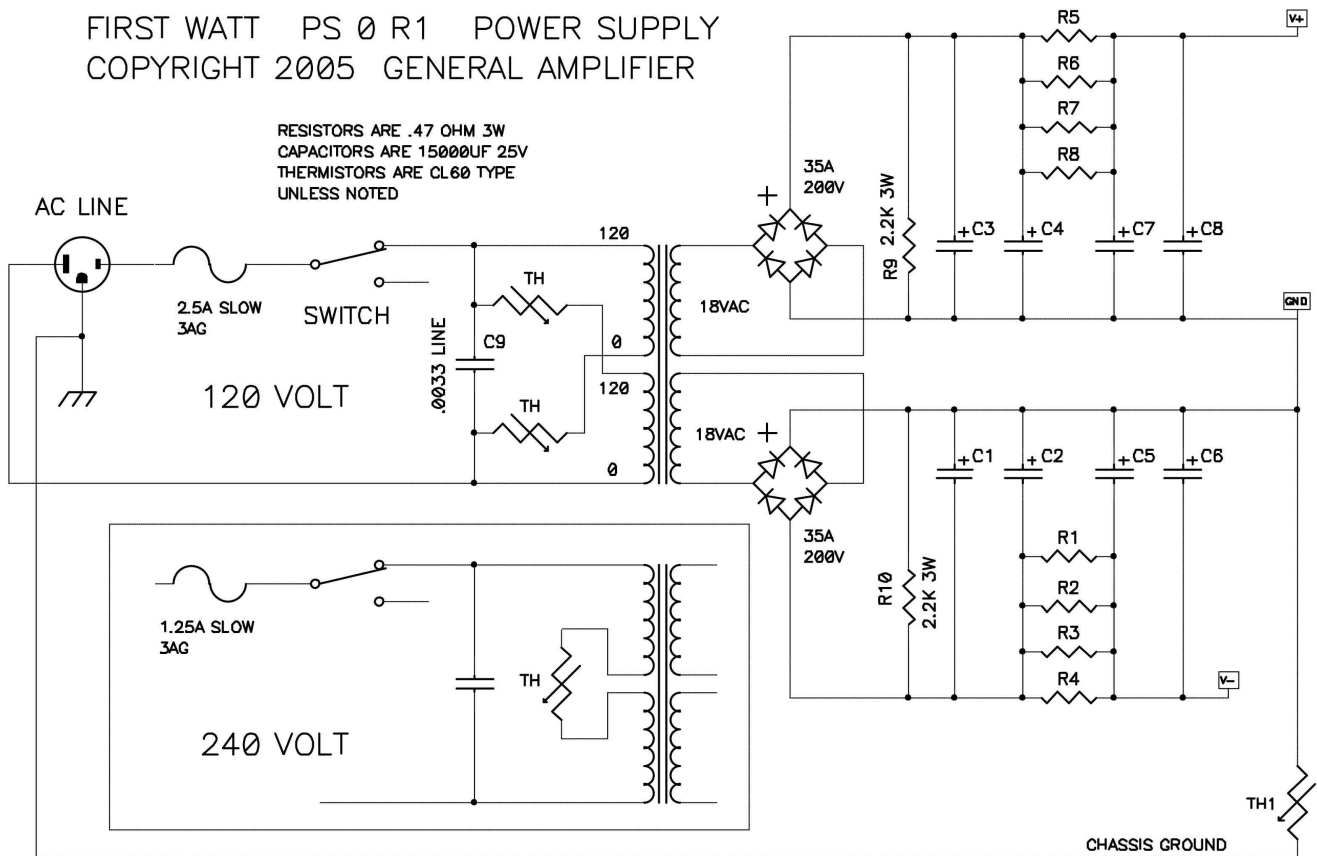 FIRST WATT PS 0 R1 POWER SUPPLY
COPYRIGHT 2005 GENERAL AMPLIFIER
RESISTORS ARE .47 OHM 3W
CAPACITORS ARE 15000UF 25V
THERMISTORS ARE CL60 TYPE
UNLESS NOTED
AC LINE
2.5A SLOW
3AG
SWITCH
120 VOLT
.0033 LINE
C9
TH
TH
120
0
120
0
18VAC
18VAC
+
35A
200V
+
35A
200V
R5
R6
R7
R8
R9 2.2K 3W
+C3
+C4
+C7
+C8
V+
GND
+C1
+C2
+C5
+C6
R10
2.2K 3W
R1
R2
R3
R4
V-
TH1
CHASSIS GROUND
1.25A SLOW
3AG
TH
240 VOLT